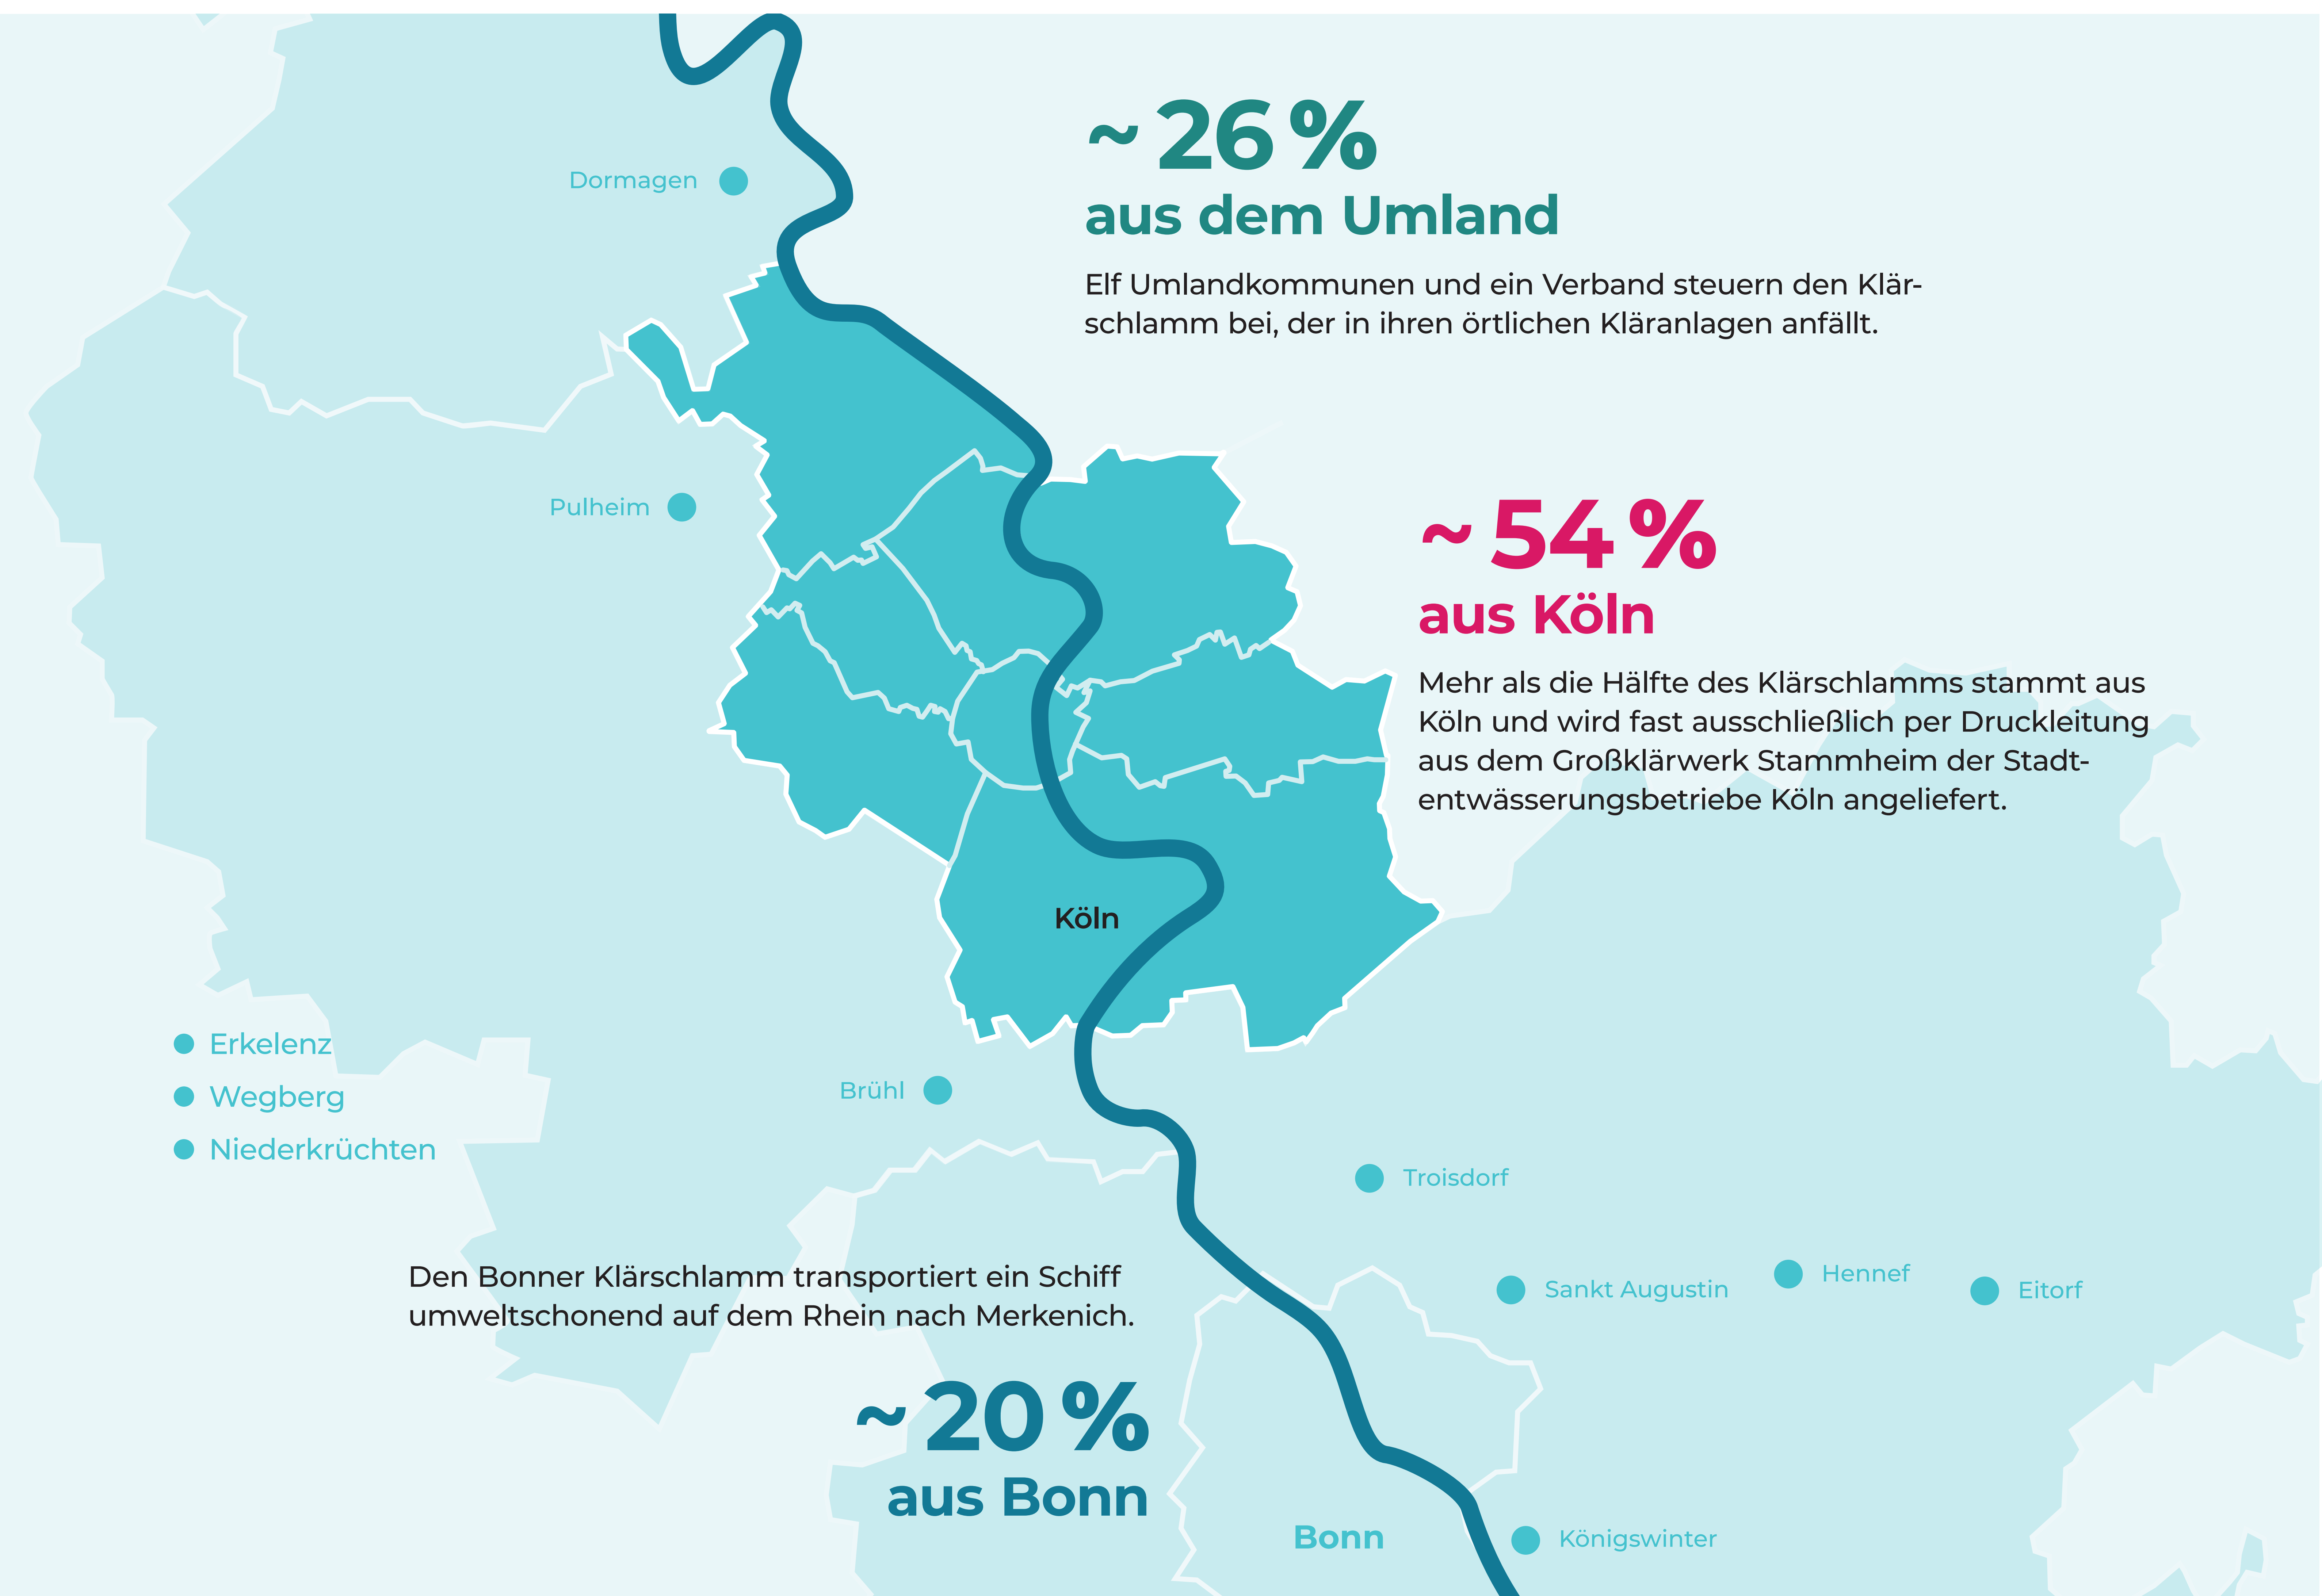 ~ 26 %
aus dem Umland
Elf Umlandkommunen und ein Verband steuern den Klär-
schlamm bei, der in ihren örtlichen Kläranlagen anfällt.
Dormagen
Pulheim
~ 54 %
aus Köln
Mehr als die Hälfte des Klärschlamms stammt aus
Köln und wird fast ausschließlich per Druckleitung
aus dem Großklärwerk Stammheim der Stadt-
entwässerungsbetriebe Köln angeliefert.
Köln
Erkelenz
Wegberg
Niederkrüchten
Brühl
Troisdorf
Sankt Augustin
Hennef
Eitorf
Den Bonner Klärschlamm transportiert ein Schiff
umweltschonend auf dem Rhein nach Merkenich.
~ 20 %
aus Bonn
Bonn
Königswinter